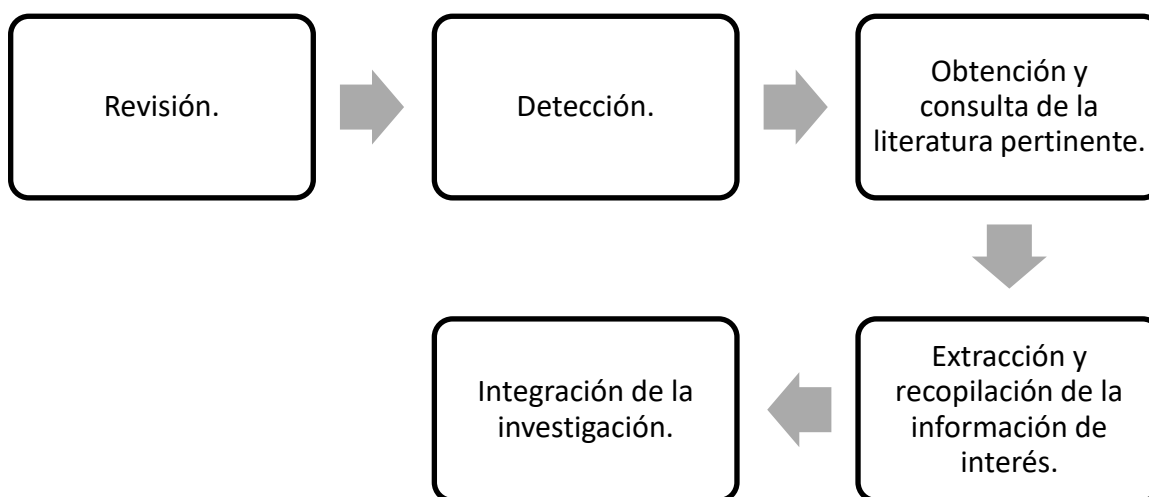 Revisión.
Detección.
Obtención y
consulta de la
literatura pertinente.
Extracción y
recopilación de la
información de
interés.
Integración de la
investigación.